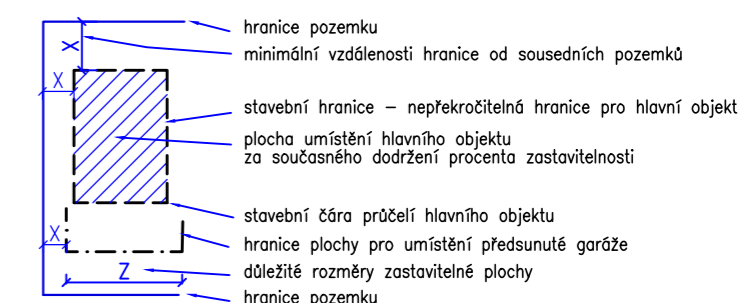 hranice pozemku
X
minimální vzdálenosti hranice od sousedních pozemků
X
stavební hranice – nepřekročitelná hranice pro hlavní objekt
plocha umístění hlavního objektu
za současného dodržení procenta zastavitelnosti
stavební čára průčelí hlavního objektu
X
hranice plochy pro umístění předsunuté garáže
Z
důležité rozměry zastavitelné plochy
hranice pozemku